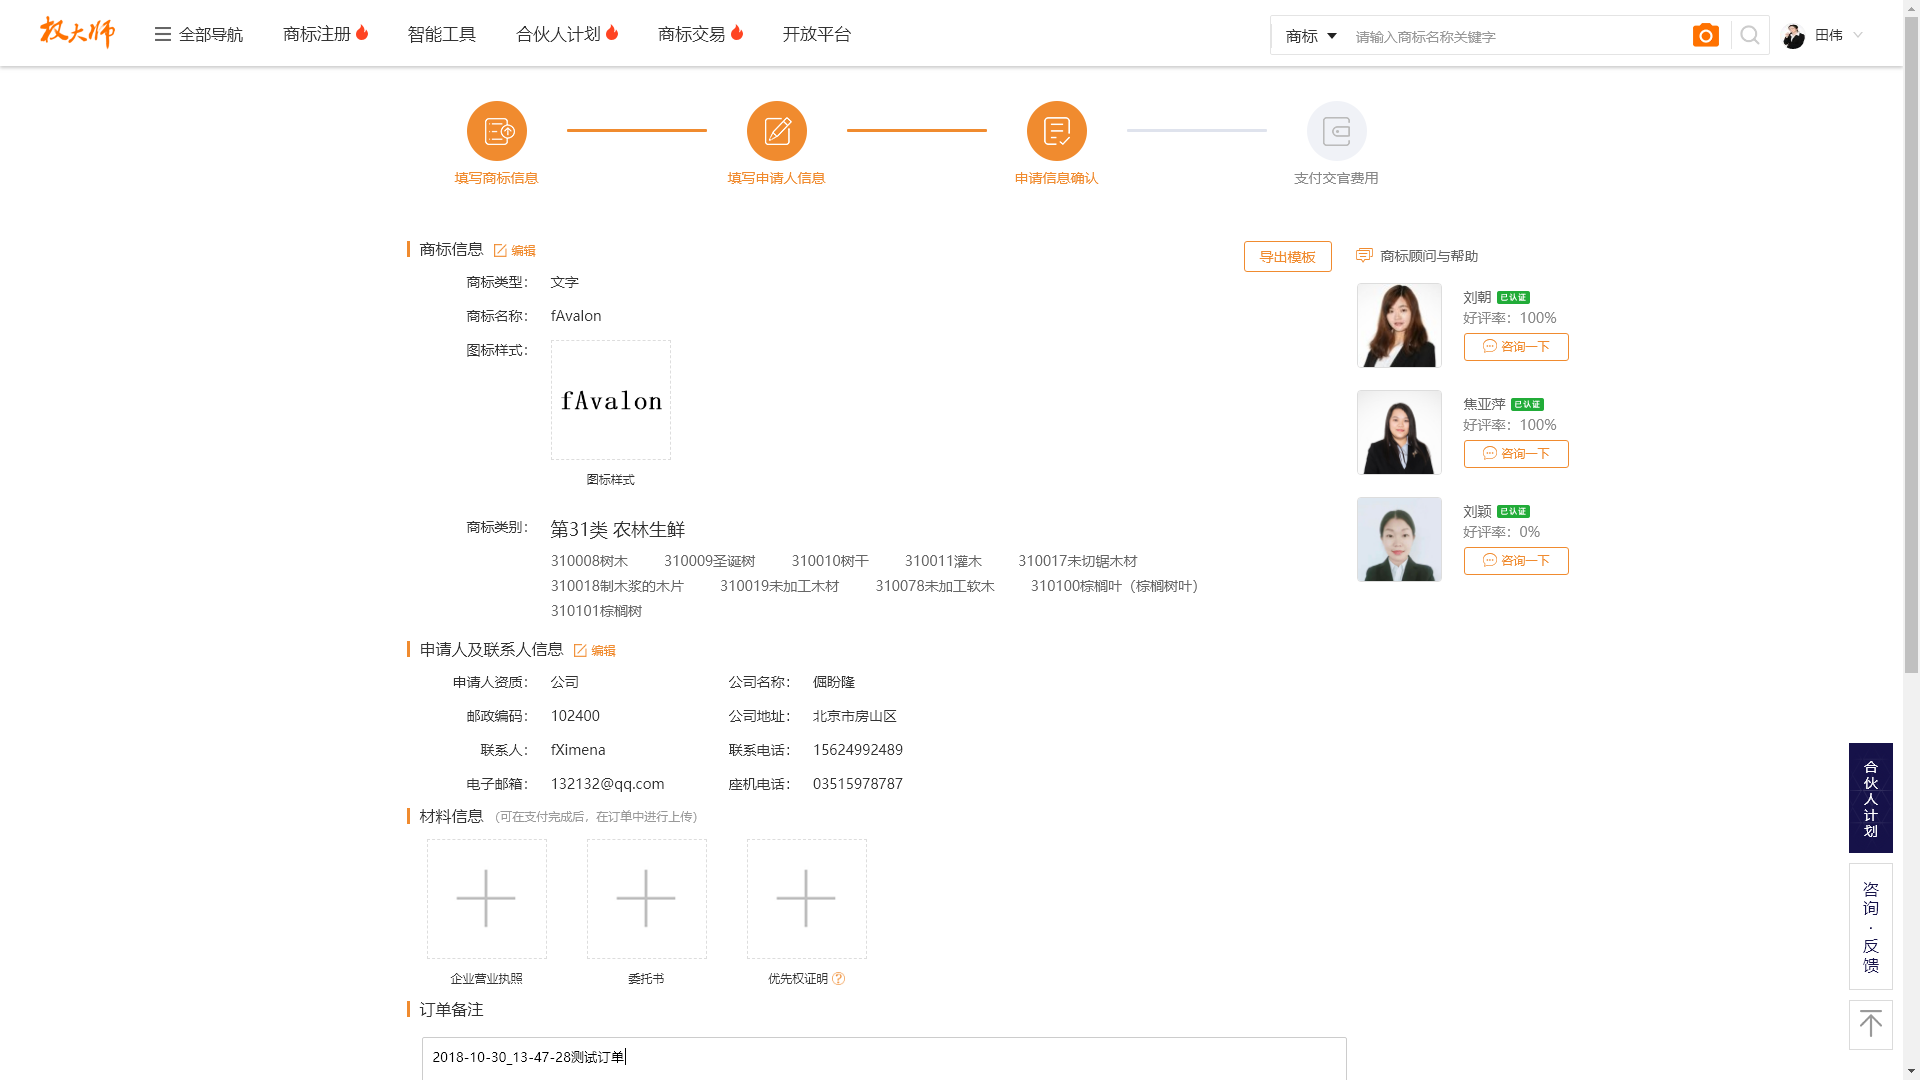 权大师 全部导航 商标注册 智能工具 合伙人计划 商标交易 开放平台 商标 请输入商标名称关键字 田伟
填写商标信息 填写申请人信息 申请信息确认 支付交官费用
商标信息 编辑 导出模板 商标顾问与帮助
商标类型： 文字
商标名称： fAvalon
图标样式：
fAvalon
图标样式
刘朝 已认证
好评率：100%
咨询一下
焦亚萍 已认证
好评率：100%
咨询一下
刘颖 已认证
好评率：0%
咨询一下
商标类别： 第31类 农林生鲜
310008树木 310009圣诞树 310010树干 310011灌木 310017未切锯木材
310018制木浆的木片 310019未加工木材 310078未加工软木 310100棕榈叶（棕榈树叶）
310101棕榈树
申请人及联系人信息 编辑
申请人资质： 公司 公司名称： 倔盼隆
邮政编码： 102400 公司地址： 北京市房山区
联系人： fXimena 联系电话： 15624992489
电子邮箱： 132132@qq.com 座机电话： 03515978787
材料信息 （可在支付完成后，在订单中进行上传）
企业营业执照 委托书 优先权证明 ?
订单备注
2018-10-30_13-47-28测试订单
合伙人计划
咨询·反馈